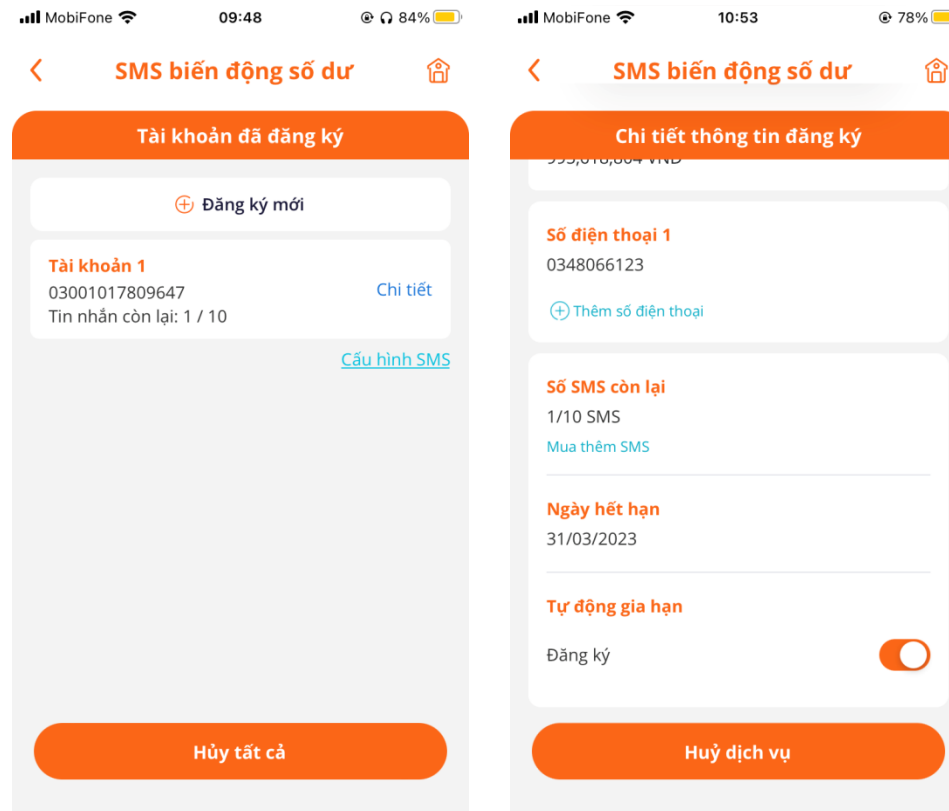 MobiFone 09:48 84%
SMS biến động số dư
Tài khoản đã đăng ký
Đăng ký mới
Tài khoản 1
03001017809647
Chi tiết
Tin nhắn còn lại: 1 / 10
Cấu hình SMS
Hủy tất cả
MobiFone 10:53 78%
SMS biến động số dư
Chi tiết thông tin đăng ký
VND
Số điện thoại 1
0348066123
Thêm số điện thoại
Số SMS còn lại
1/10 SMS
Mua thêm SMS
Ngày hết hạn
31/03/2023
Tự động gia hạn
Đăng ký
Huỷ dịch vụ